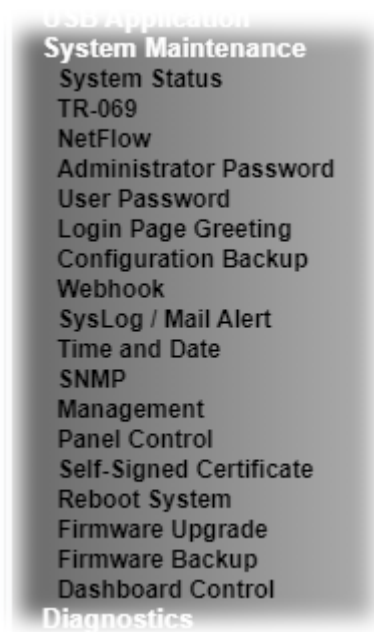 USB Application
System Maintenance
System Status
TR-069
NetFlow
Administrator Password
User Password
Login Page Greeting
Configuration Backup
Webhook
SysLog / Mail Alert
Time and Date
SNMP
Management
Panel Control
Self-Signed Certificate
Reboot System
Firmware Upgrade
Firmware Backup
Dashboard Control
Diagnostics